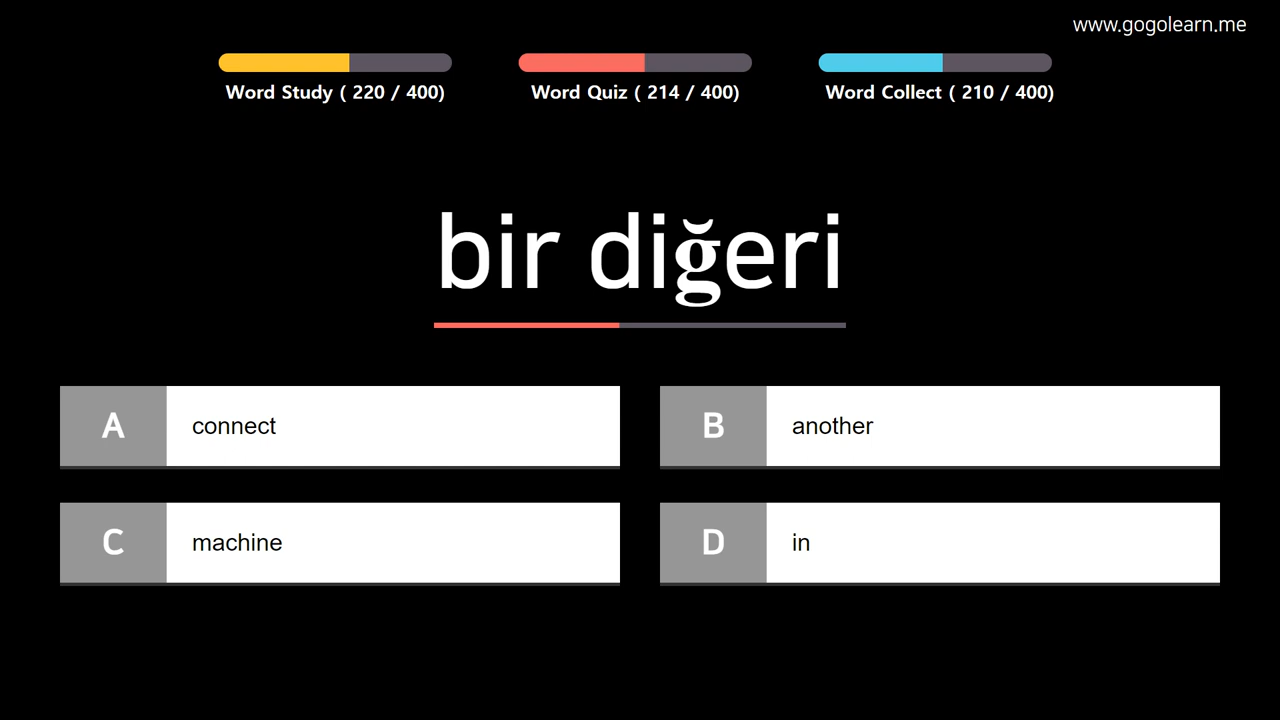 www.gogolearn.me
Word Study ( 220 / 400)
Word Quiz ( 214 / 400)
Word Collect ( 210 / 400)
bir diğeri
A connect
B another
C machine
D in